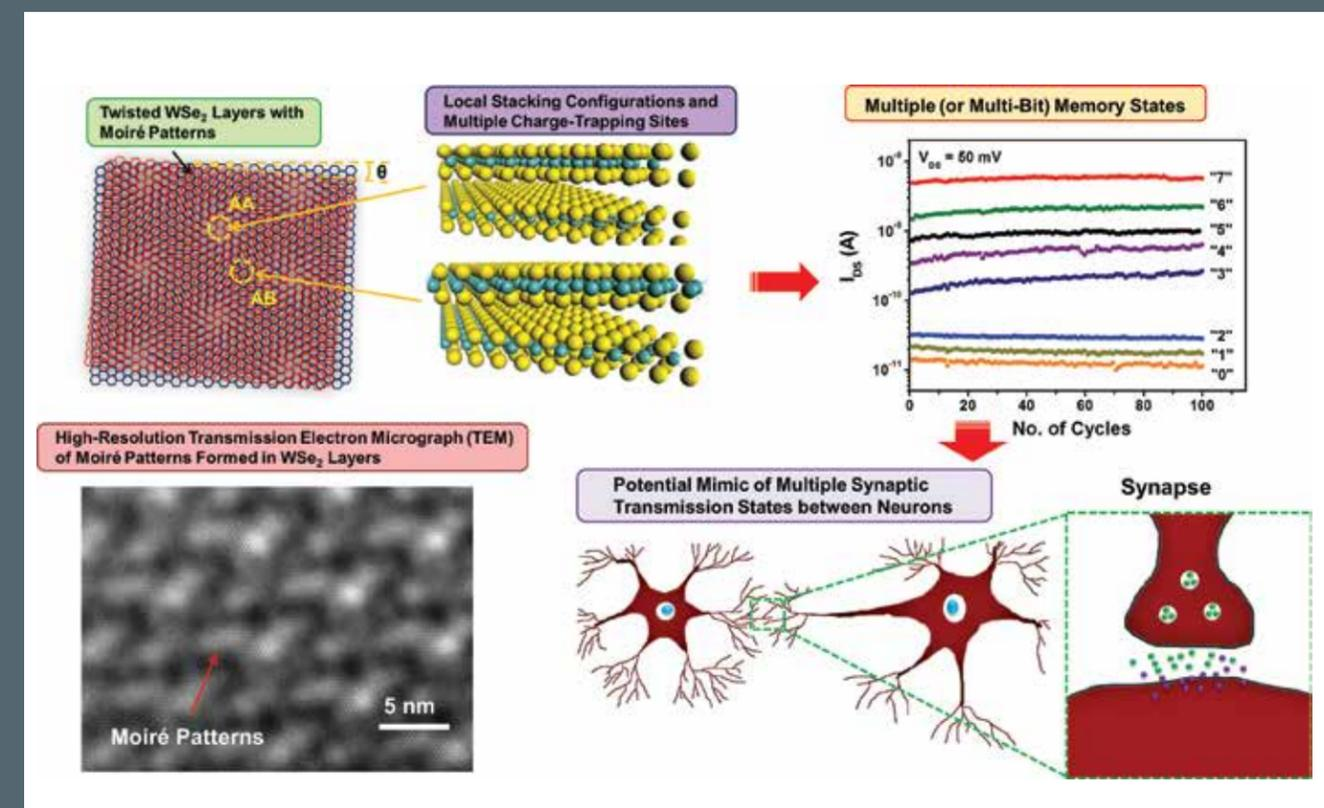 Twisted WSe₂ Layers with
Moiré Patterns
θ
AA
AB
Local Stacking Configurations and
Multiple Charge-Trapping Sites
Multiple (or Multi-Bit) Memory States
V_DS = 50 mV
10⁻⁹
10⁻¹⁰
10⁻¹¹
I_DS (A)
"7"
"6"
"5"
"4"
"3"
"2"
"1"
"0"
0 20 40 60 80 100
No. of Cycles
High-Resolution Transmission Electron Micrograph (TEM)
of Moiré Patterns Formed in WSe₂ Layers
Moiré Patterns
5 nm
Potential Mimic of Multiple Synaptic
Transmission States between Neurons
Synapse